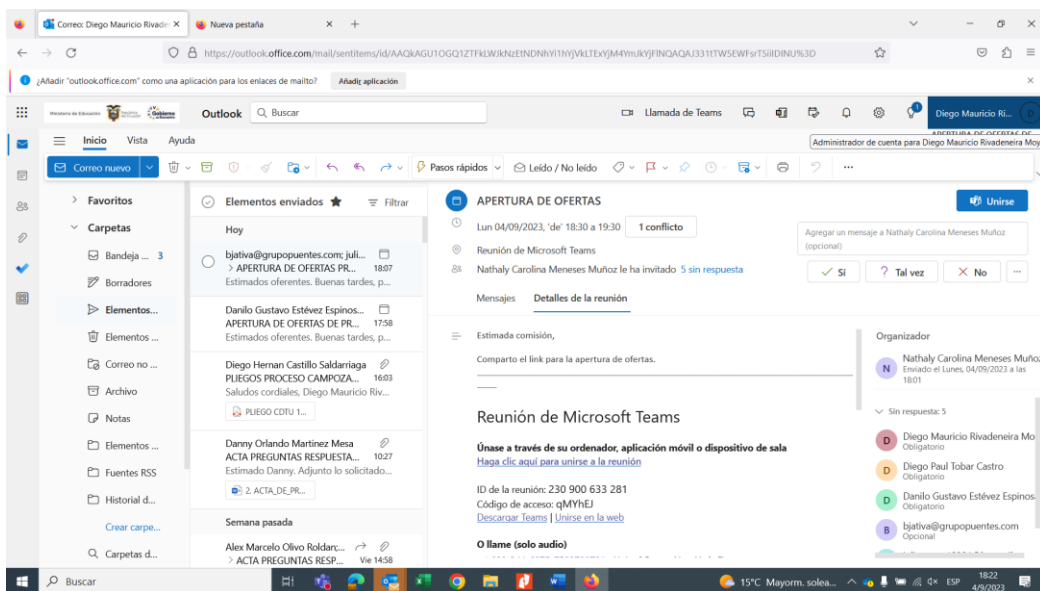 Correo: Diego Mauricio Rivader
Nueva pestaña
https://outlook.office.com/mail/sentitems/id/
¿Añadir "outlook.office.com" como una aplicación para los enlaces de mailto?
Añadir aplicación
Ministerio de Educación
Outlook
Buscar
Llamada de Teams
1
Diego Mauricio Ri...
D
Administrador de cuenta para Diego Mauricio Rivadeneira Moy
Inicio Vista Ayuda
Correo nuevo
Pasos rápidos
Leído / No leído
Favoritos
Carpetas
Bandeja ... 3
Borradores
Elementos...
Elementos ...
Correo no ...
Archivo
Notas
Elementos ...
Fuentes RSS
Historial d...
Crear carpe...
Carpetas d...
Elementos enviados
Filtrar
Hoy
bjativa@grupopuentes.com; juli...
> APERTURA DE OFERTAS PR... 18:07
Estimados oferentes. Buenas tardes, p...
Danilo Gustavo Estévez Espinos...
APERTURA DE OFERTAS DE PR... 17:58
Estimados oferentes. Buenas tardes, p...
Diego Hernan Castillo Saldarriaga
PLIEGOS PROCESO CAMPOZA... 16:03
Saludos cordiales, Diego Mauricio Riv...
PLIEGO CDTU 1...
Danny Orlando Martinez Mesa
ACTA PREGUNTAS RESPUESTA... 10:27
Estimado Danny. Adjunto lo solicitado...
2. ACTA_DE_PR...
Semana pasada
Alex Marcelo Olivo Roldan;...
> ACTA PREGUNTAS RESP... Vie 14:58
APERTURA DE OFERTAS
Unirse
Lun 04/09/2023, 'de' 18:30 a 19:30
1 conflicto
Reunión de Microsoft Teams
Nathaly Carolina Meneses Muñoz le ha invitado 5 sin respuesta
Agregar un mensaje a Nathaly Carolina Meneses Muñoz
(opcional)
Sí
Tal vez
No
Mensajes Detalles de la reunión
Estimada comisión,
Comparto el link para la apertura de ofertas.
Reunión de Microsoft Teams
Únase a través de su ordenador, aplicación móvil o dispositivo de sala
Haga clic aquí para unirse a la reunión
ID de la reunión: 230 900 633 281
Código de acceso: qMYhEJ
Descargar Teams | Unirse en la web
O llame (solo audio)
Organizador
N
Nathaly Carolina Meneses Muñoz
Enviado el Lunes, 04/09/2023 a las
18:01
Sin respuesta: 5
D
Diego Mauricio Rivadeneira Mo
Obligatorio
D
Diego Paul Tobar Castro
Obligatorio
D
Danilo Gustavo Estévez Espinos
Obligatorio
B
bjativa@grupopuentes.com
Opcional
Buscar
15°C Mayorm. solea...
ESP
18:22
4/9/2023